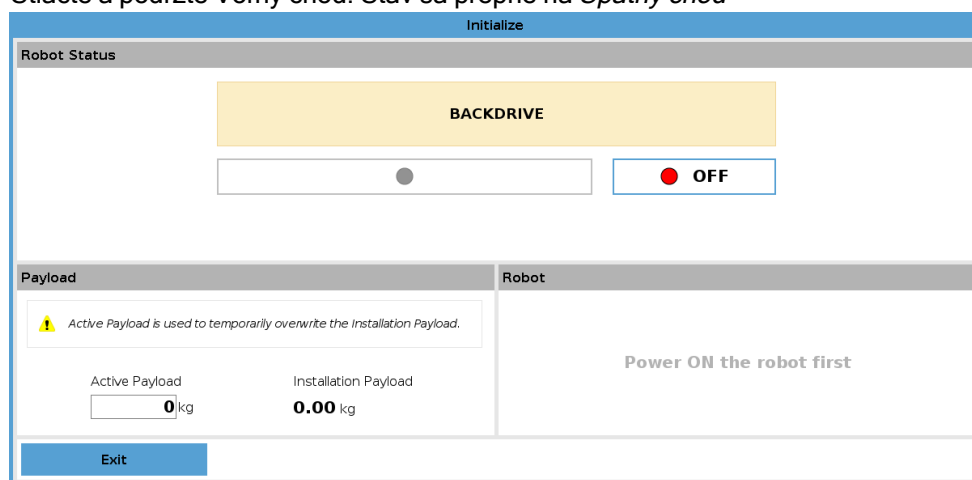 Stlačte a podržte Voľný chod. Stav sa prepne na Spätný chod
Initialize
Robot Status
BACKDRIVE
OFF
Payload
Robot
Active Payload is used to temporarily overwrite the Installation Payload.
Power ON the robot first
Active Payload
Installation Payload
0 kg
0.00 kg
Exit